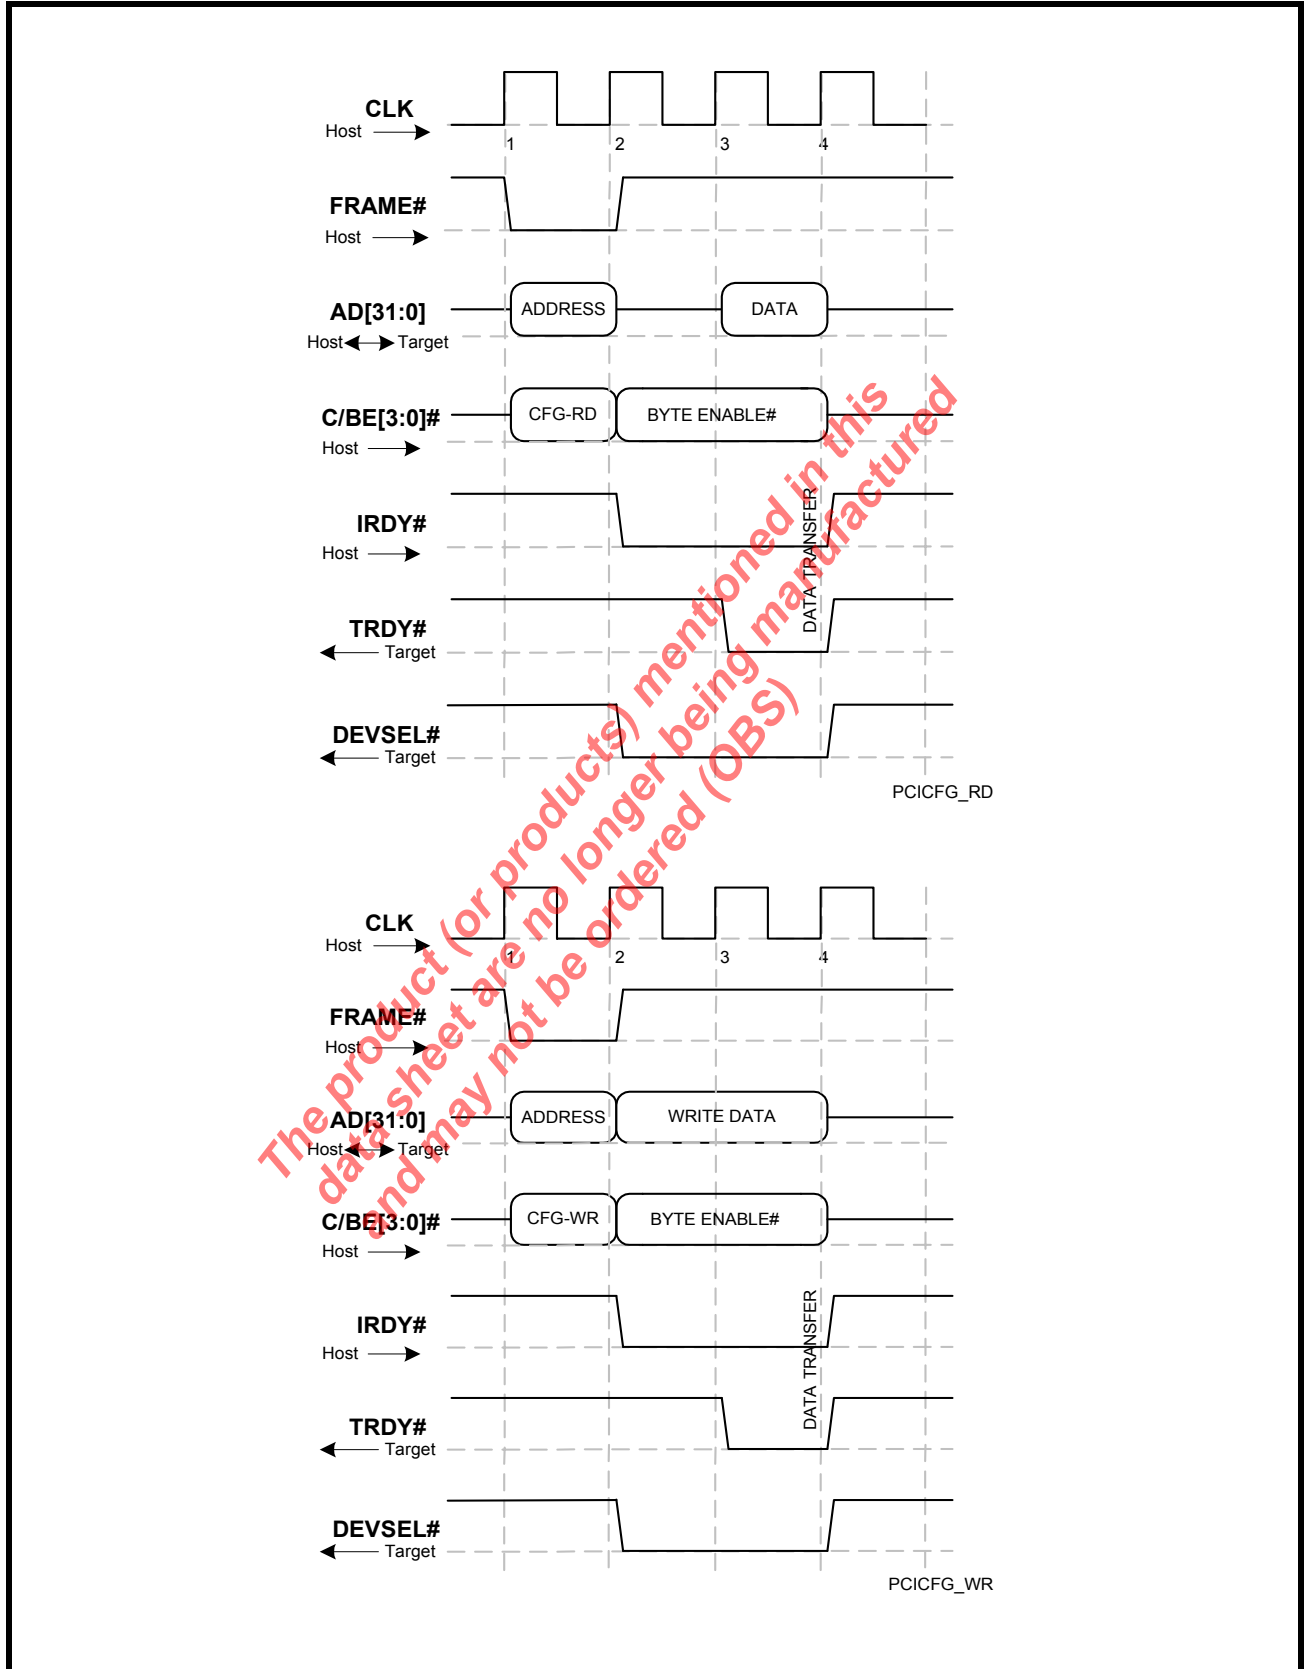 CLK
Host
1 2 3 4
FRAME#
Host
AD[31:0]
Host Target
ADDRESS DATA
C/BE[3:0]#
Host
CFG-RD BYTE ENABLE#
IRDY#
Host
DATA TRANSFER
TRDY#
Target
DEVSEL#
Target
PCICFG_RD
CLK
Host
1 2 3 4
FRAME#
Host
AD[31:0]
Host Target
ADDRESS WRITE DATA
C/BE[3:0]#
Host
CFG-WR BYTE ENABLE#
IRDY#
Host
DATA TRANSFER
TRDY#
Target
DEVSEL#
Target
PCICFG_WR
The product (or products) mentioned in this
data sheet are no longer being manufactured
and may not be ordered (OBS)